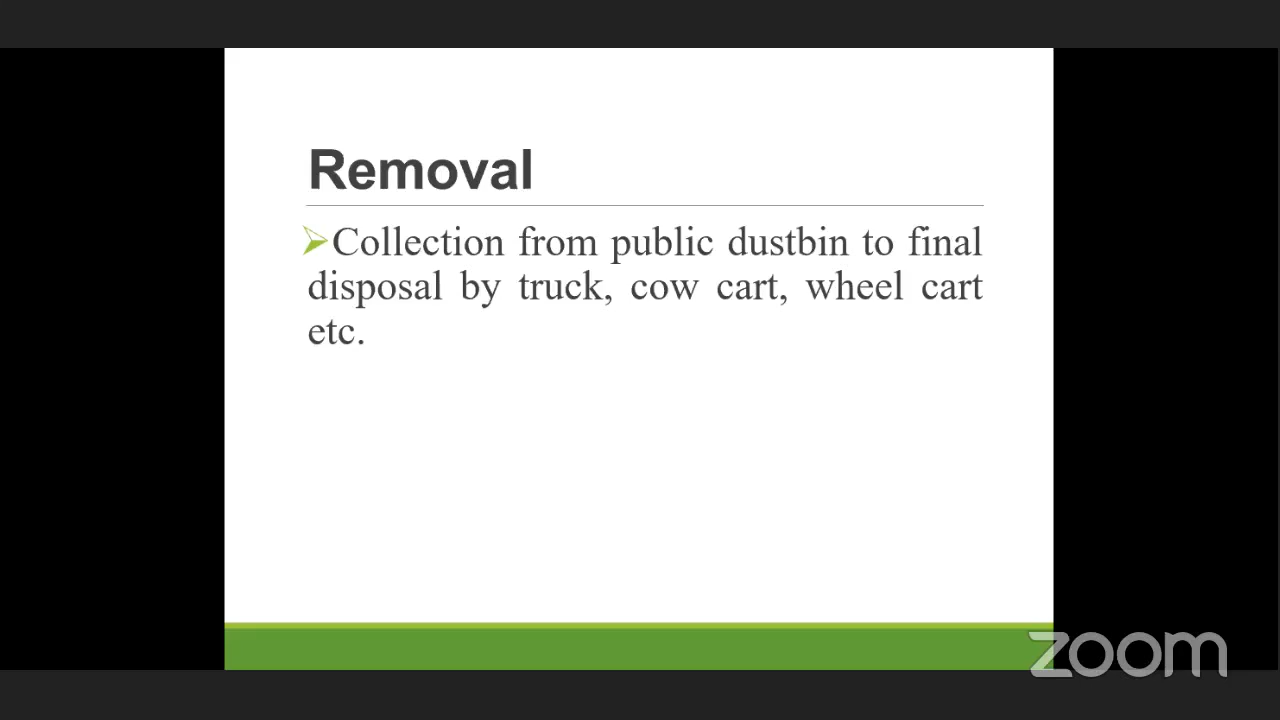 Removal
Collection from public dustbin to final
disposal by truck, cow cart, wheel cart
etc.
zoom